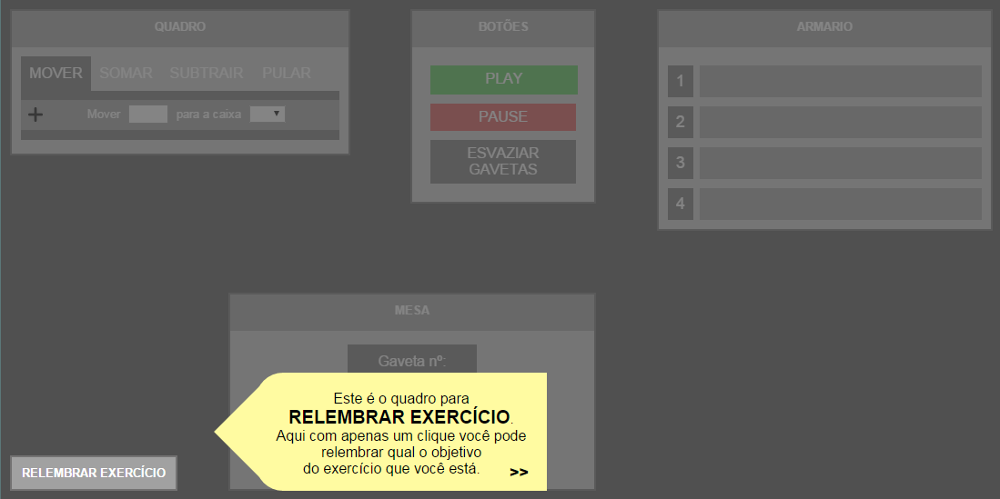 QUADRO
MOVER SOMAR SUBTRAIR PULAR
+ Mover para a caixa
BOTÕES
PLAY
PAUSE
ESVAZIAR
GAVETAS
ARMARIO
1
2
3
4
MESA
Gaveta nº:
Este é o quadro para
RELEMBRAR EXERCÍCIO.
Aqui com apenas um clique você pode
relembrar qual o objetivo
do exercício que você está. >>
RELEMBRAR EXERCÍCIO